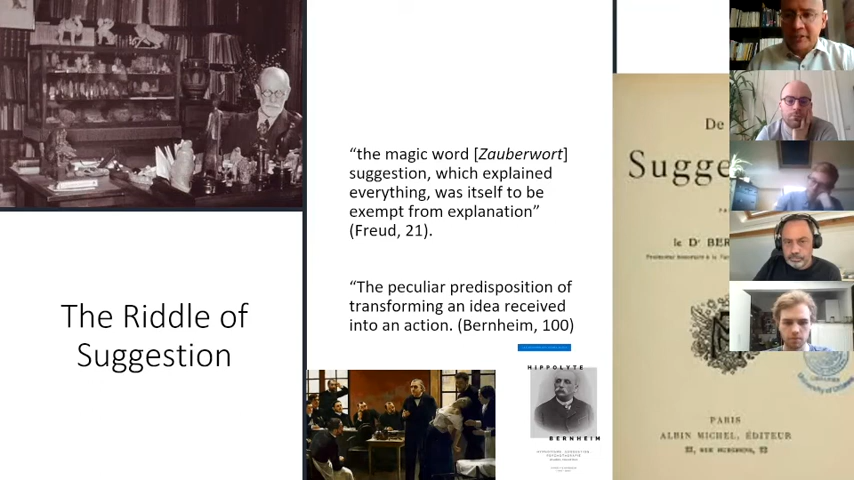 The Riddle of
Suggestion
“the magic word [Zauberwort]
suggestion, which explained
everything, was itself to be
exempt from explanation”
(Freud, 21).
“The peculiar predisposition of
transforming an idea received
into an action. (Bernheim, 100)
HIPPOLYTE
BERNHEIM
De
Sugge
le Dr BER
PARIS
ALBIN MICHEL, ÉDITEUR